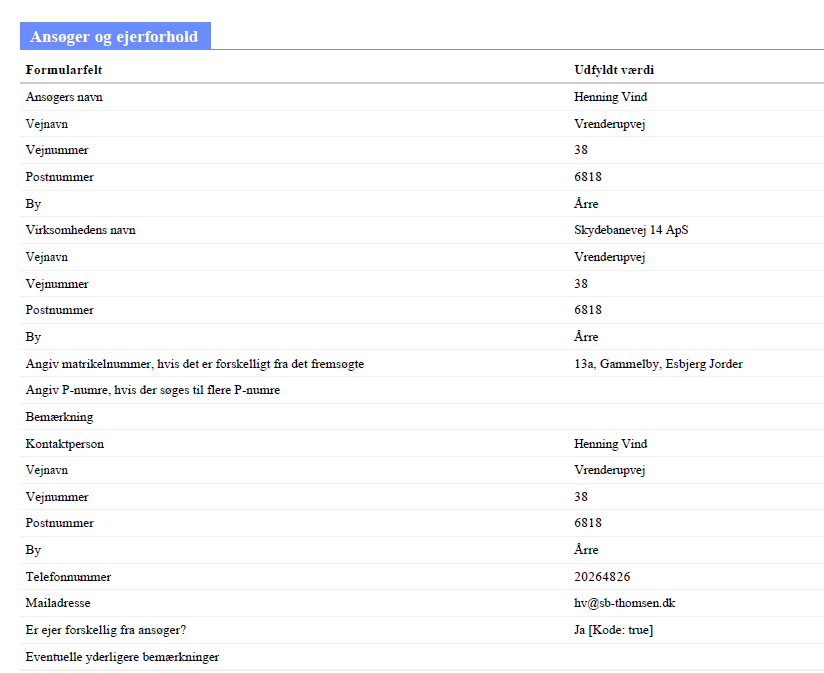 Ansøger og ejerforhold
Formularfelt Udfyldt værdi
Ansøgers navn Henning Vind
Vejnavn Vrenderupvej
Vejnummer 38
Postnummer 6818
By Årre
Virksomhedens navn Skydebanevej 14 ApS
Vejnavn Vrenderupvej
Vejnummer 38
Postnummer 6818
By Årre
Angiv matrikelnummer, hvis det er forskelligt fra det fremsøgte 13a, Gammelby, Esbjerg Jorder
Angiv P-numre, hvis der søges til flere P-numre
Bemærkning
Kontaktperson Henning Vind
Vejnavn Vrenderupvej
Vejnummer 38
Postnummer 6818
By Årre
Telefonnummer 20264826
Mailadresse hv@sb-thomsen.dk
Er ejer forskellig fra ansøger? Ja [Kode: true]
Eventuelle yderligere bemærkninger